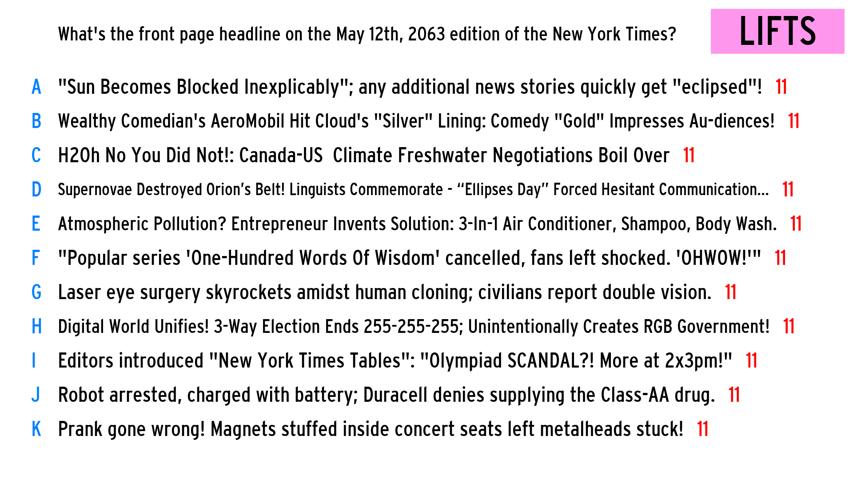 What's the front page headline on the May 12th, 2063 edition of the New York Times?
LIFTS
A "Sun Becomes Blocked Inexplicably"; any additional news stories quickly get "eclipsed"! 11
B Wealthy Comedian's AeroMobil Hit Cloud's "Silver" Lining: Comedy "Gold" Impresses Au-diences! 11
C H20h No You Did Not!: Canada-US  Climate Freshwater Negotiations Boil Over 11
D Supernovae Destroyed Orion’s Belt! Linguists Commemorate - “Ellipses Day” Forced Hesitant Communication... 11
E Atmospheric Pollution? Entrepreneur Invents Solution: 3-In-1 Air Conditioner, Shampoo, Body Wash. 11
F "Popular series 'One-Hundred Words Of Wisdom' cancelled, fans left shocked. 'OHWOW!'" 11
G Laser eye surgery skyrockets amidst human cloning; civilians report double vision. 11
H Digital World Unifies! 3-Way Election Ends 255-255-255; Unintentionally Creates RGB Government! 11
I Editors introduced "New York Times Tables": "Olympiad SCANDAL?! More at 2x3pm!" 11
J Robot arrested, charged with battery; Duracell denies supplying the Class-AA drug. 11
K Prank gone wrong! Magnets stuffed inside concert seats left metalheads stuck! 11